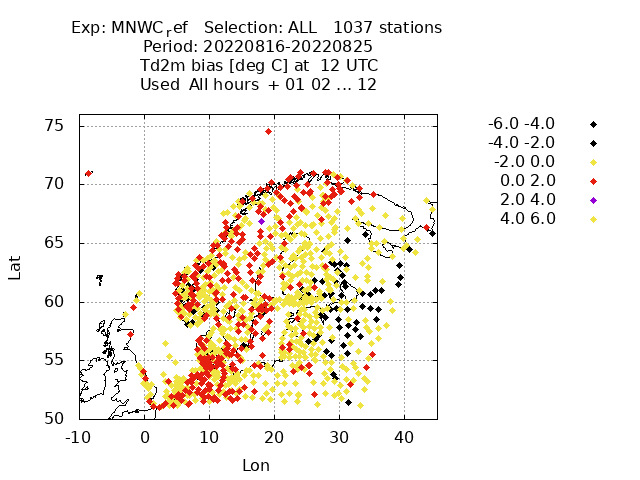 Exp: MNWCref   Selection: ALL   1037 stations
Period: 20220816-20220825
Td2m bias [deg C] at  12 UTC
Used  All hours  + 01 02 ... 12
-6.0 -4.0
-4.0 -2.0
-2.0 0.0
0.0 2.0
2.0 4.0
4.0 6.0
75
70
65
60
55
50
Lat
-10 0 10 20 30 40
Lon